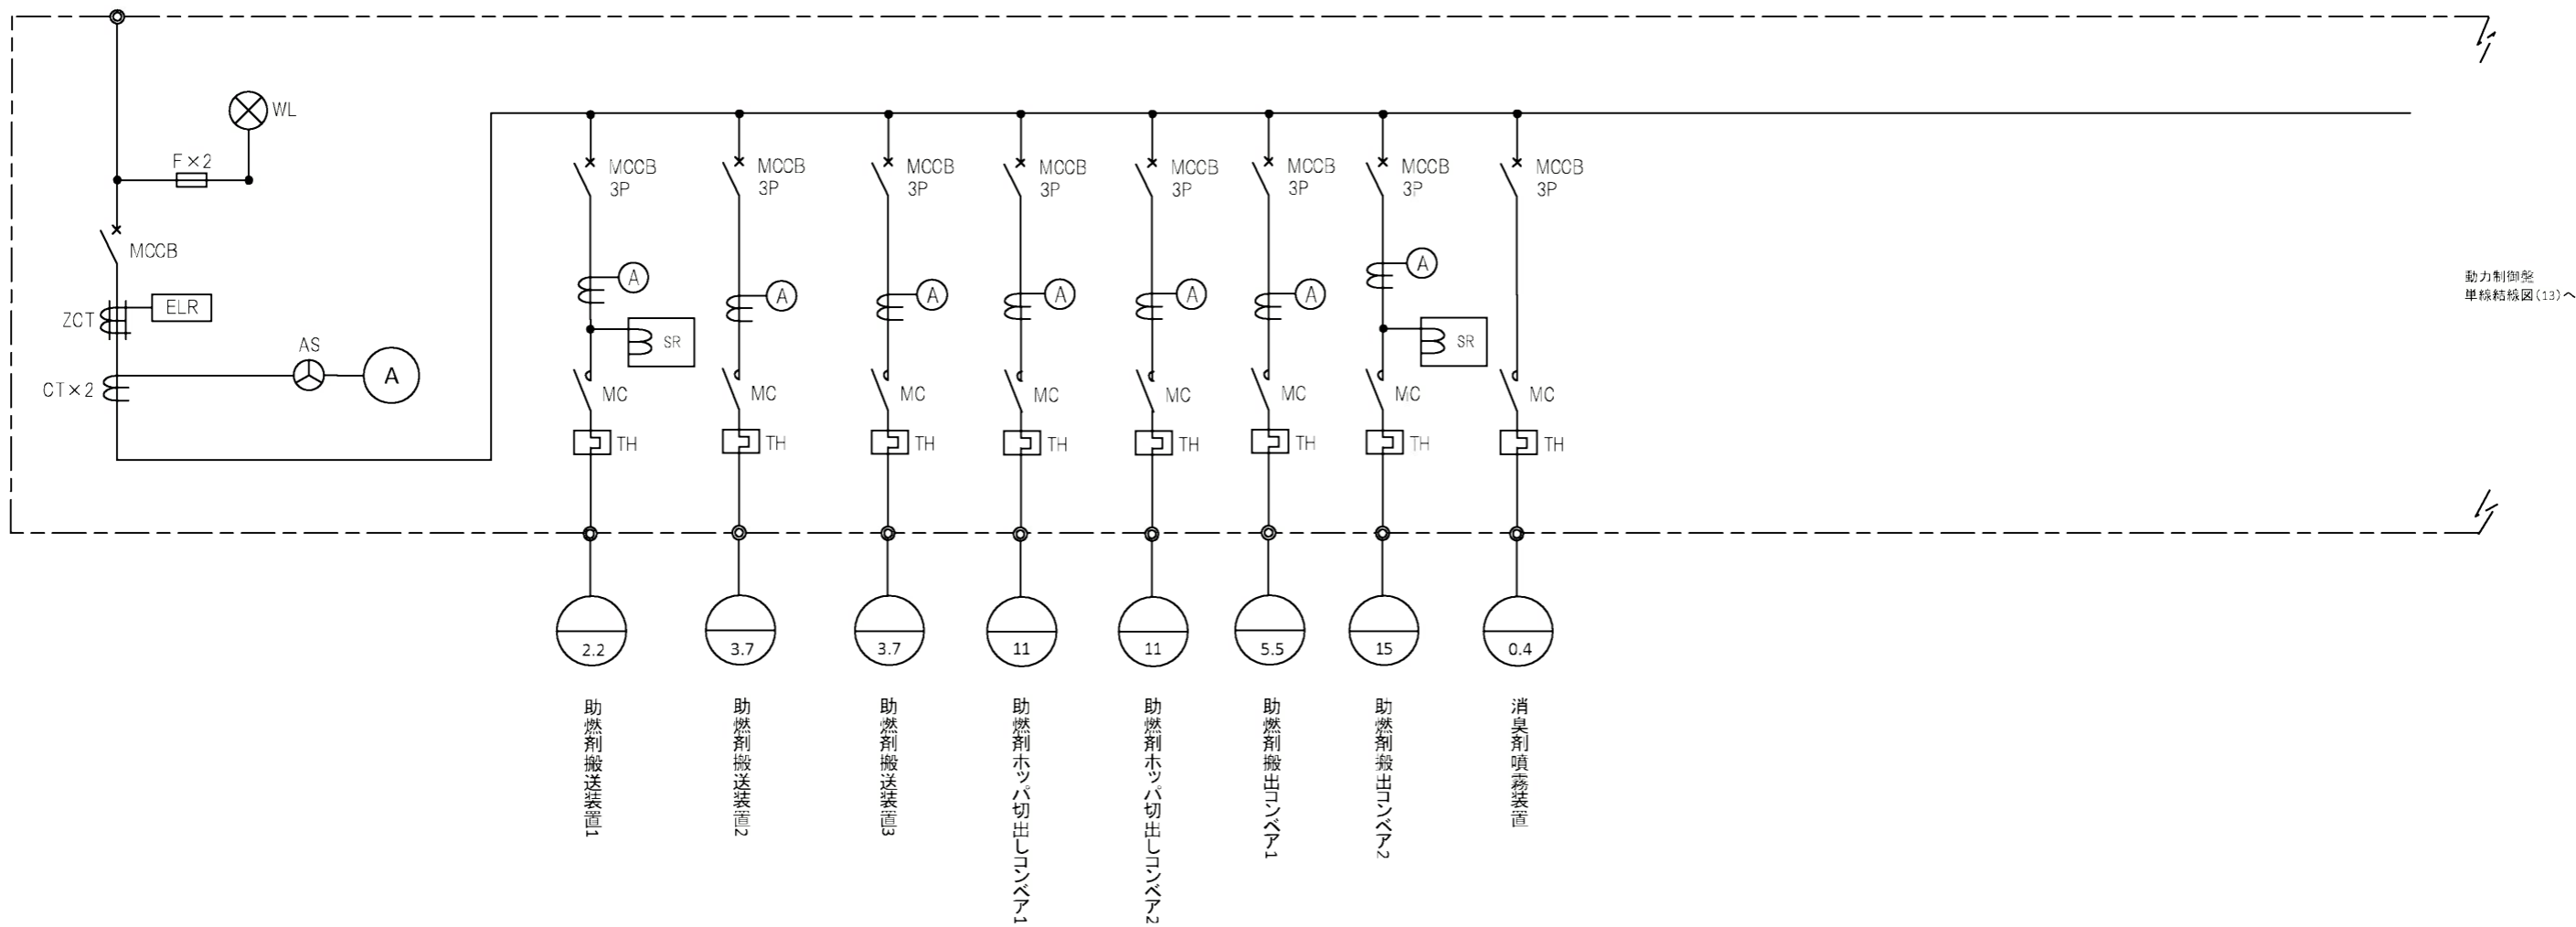 WL
F×2
MCCB
ZCT
ELR
AS
CT×2
A
MCCB
3P
A
SR
MC
TH
MCCB
3P
A
MC
TH
MCCB
3P
A
MC
TH
MCCB
3P
A
MC
TH
MCCB
3P
A
MC
TH
MCCB
3P
A
MC
TH
MCCB
3P
A
SR
MC
TH
MCCB
3P
MC
TH
動力制御盤
単線結線図(13)へ
2.2
3.7
3.7
11
11
5.5
15
0.4
助燃剤搬送装置1
助燃剤搬送装置2
助燃剤搬送装置3
助燃剤ホッパ切出しコンベア1
助燃剤ホッパ切出しコンベア2
助燃剤搬出コンベア1
助燃剤搬出コンベア2
消臭剤噴霧装置